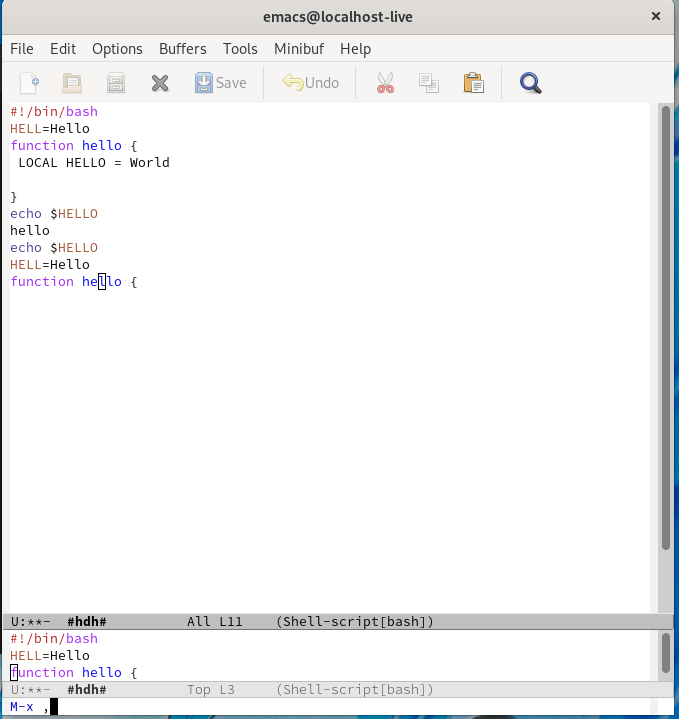 emacs@localhost-live ×
File Edit Options Buffers Tools Minibuf Help
Save Undo
#!/bin/bash
HELL=Hello
function hello {
 LOCAL HELLO = World
}
echo $HELLO
hello
echo $HELLO
HELL=Hello
function hello {
U:**- #hdh# All L11 (Shell-script[bash])
#!/bin/bash
HELL=Hello
function hello {
U:**- #hdh# Top L3 (Shell-script[bash])
M-x ,